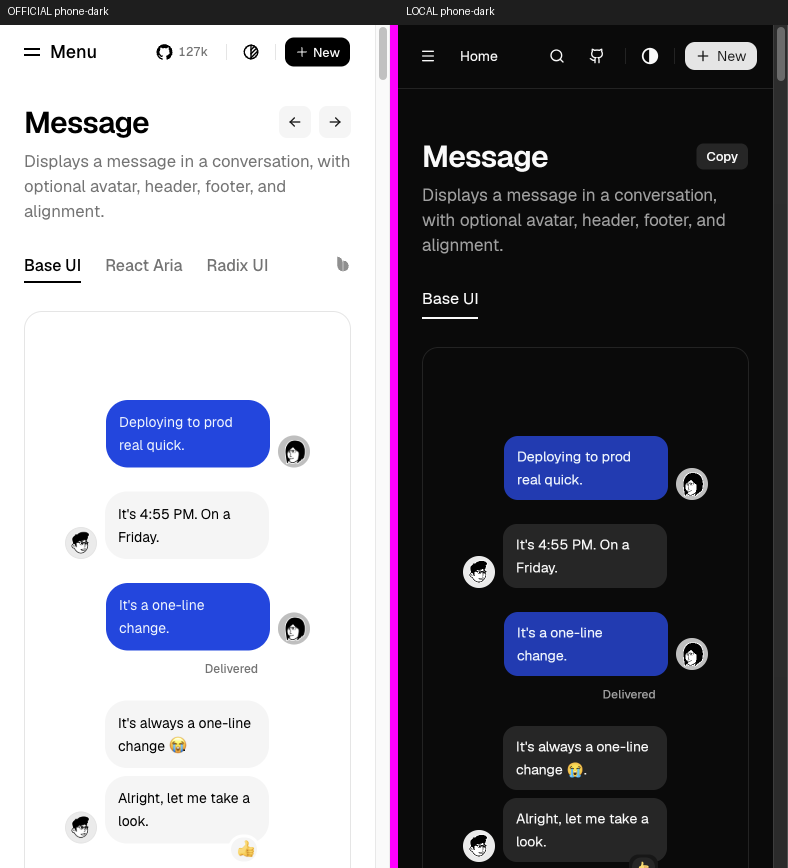 OFFICIAL phone-dark
Menu
127k
New
Message
Displays a message in a conversation, with
optional avatar, header, footer, and
alignment.
Base UI
React Aria
Radix UI
Deploying to prod
real quick.
It's 4:55 PM. On a
Friday.
It's a one-line
change.
Delivered
It's always a one-line
change 😭
Alright, let me take a
look.
👍
LOCAL phone-dark
Home
New
Message
Copy
Displays a message in a conversation,
with optional avatar, header, footer, and
alignment.
Base UI
Deploying to prod
real quick.
It's 4:55 PM. On a
Friday.
It's a one-line
change.
Delivered
It's always a one-line
change 😭.
Alright, let me take a
look.